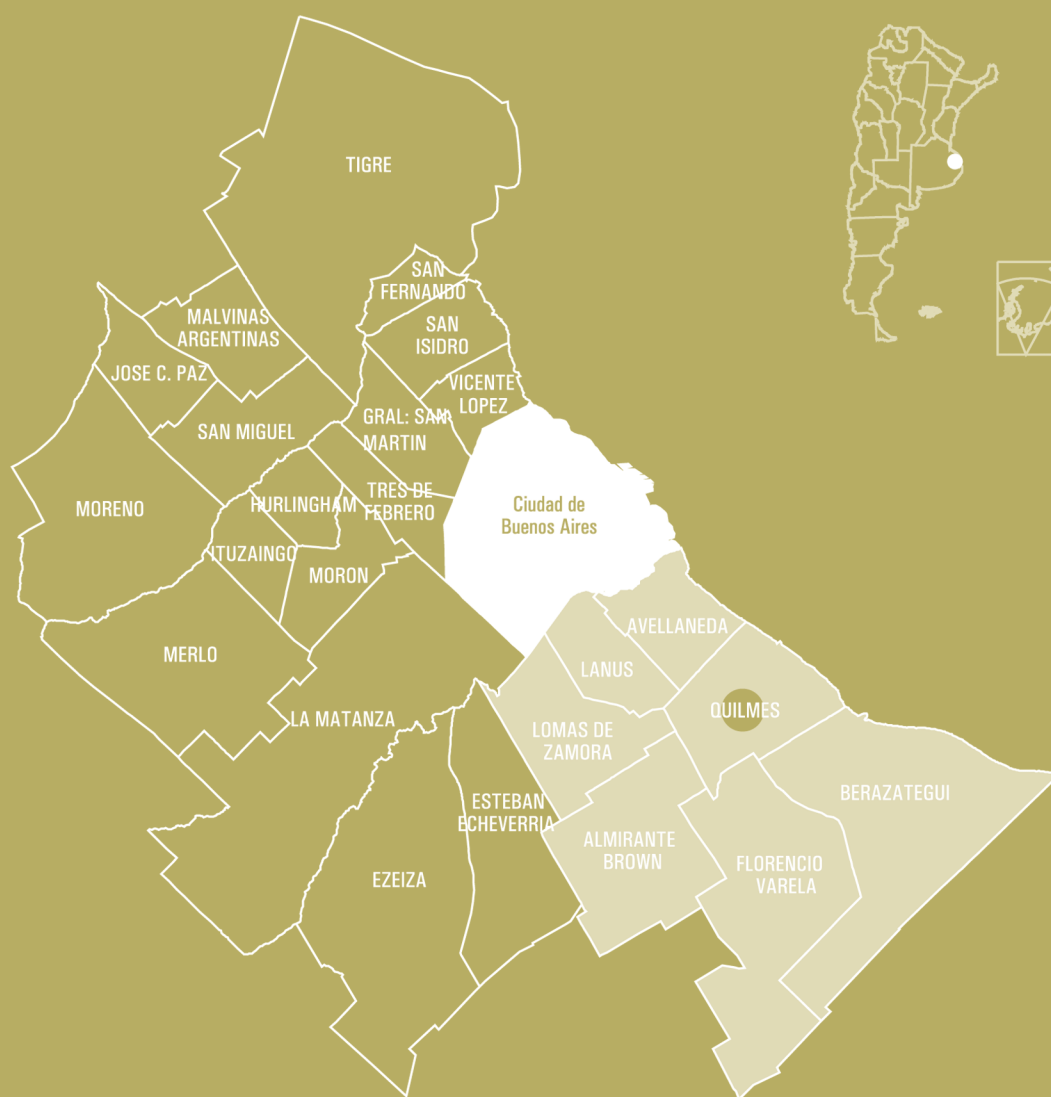 TIGRE
SAN
FERNANDO
MALVINAS
ARGENTINAS
SAN
ISIDRO
JOSE C. PAZ
VICENTE
LOPEZ
GRAL: SAN
MARTIN
SAN MIGUEL
MORENO
HURLINGHAM
TRES DE
FEBRERO
Ciudad de
Buenos Aires
ITUZAINGO
MORON
AVELLANEDA
MERLO
LANUS
LA MATANZA
QUILMES
LOMAS DE
ZAMORA
BERAZATEGUI
ESTEBAN
ECHEVERRIA
ALMIRANTE
BROWN
FLORENCIO
VARELA
EZEIZA